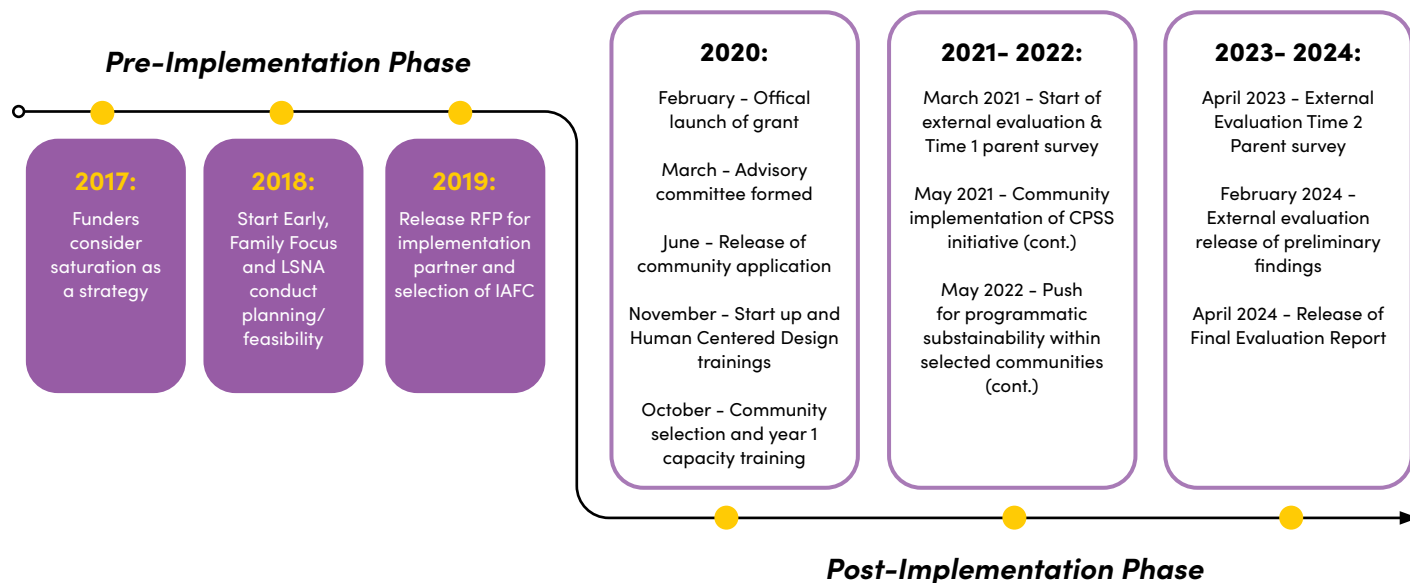 Pre-Implementation Phase
2017:
Funders
consider
saturation as
a strategy
2018:
Start Early,
Family Focus
and LSNA
conduct
planning/
feasibility
2019:
Release RFP for
implementation
partner and
selection of IAFC
2020:
February - Offical
launch of grant
March - Advisory
committee formed
June - Release of
community application
November - Start up and
Human Centered Design
trainings
October - Community
selection and year 1
capacity training
2021- 2022:
March 2021 - Start of
external evaluation &
Time 1 parent survey
May 2021 - Community
implementation of CPSS
initiative (cont.)
May 2022 - Push
for programmatic
substainability within
selected communities
(cont.)
2023- 2024:
April 2023 - External
Evaluation Time 2
Parent survey
February 2024 -
External evaluation
release of preliminary
findings
April 2024 - Release of
Final Evaluation Report
Post-Implementation Phase